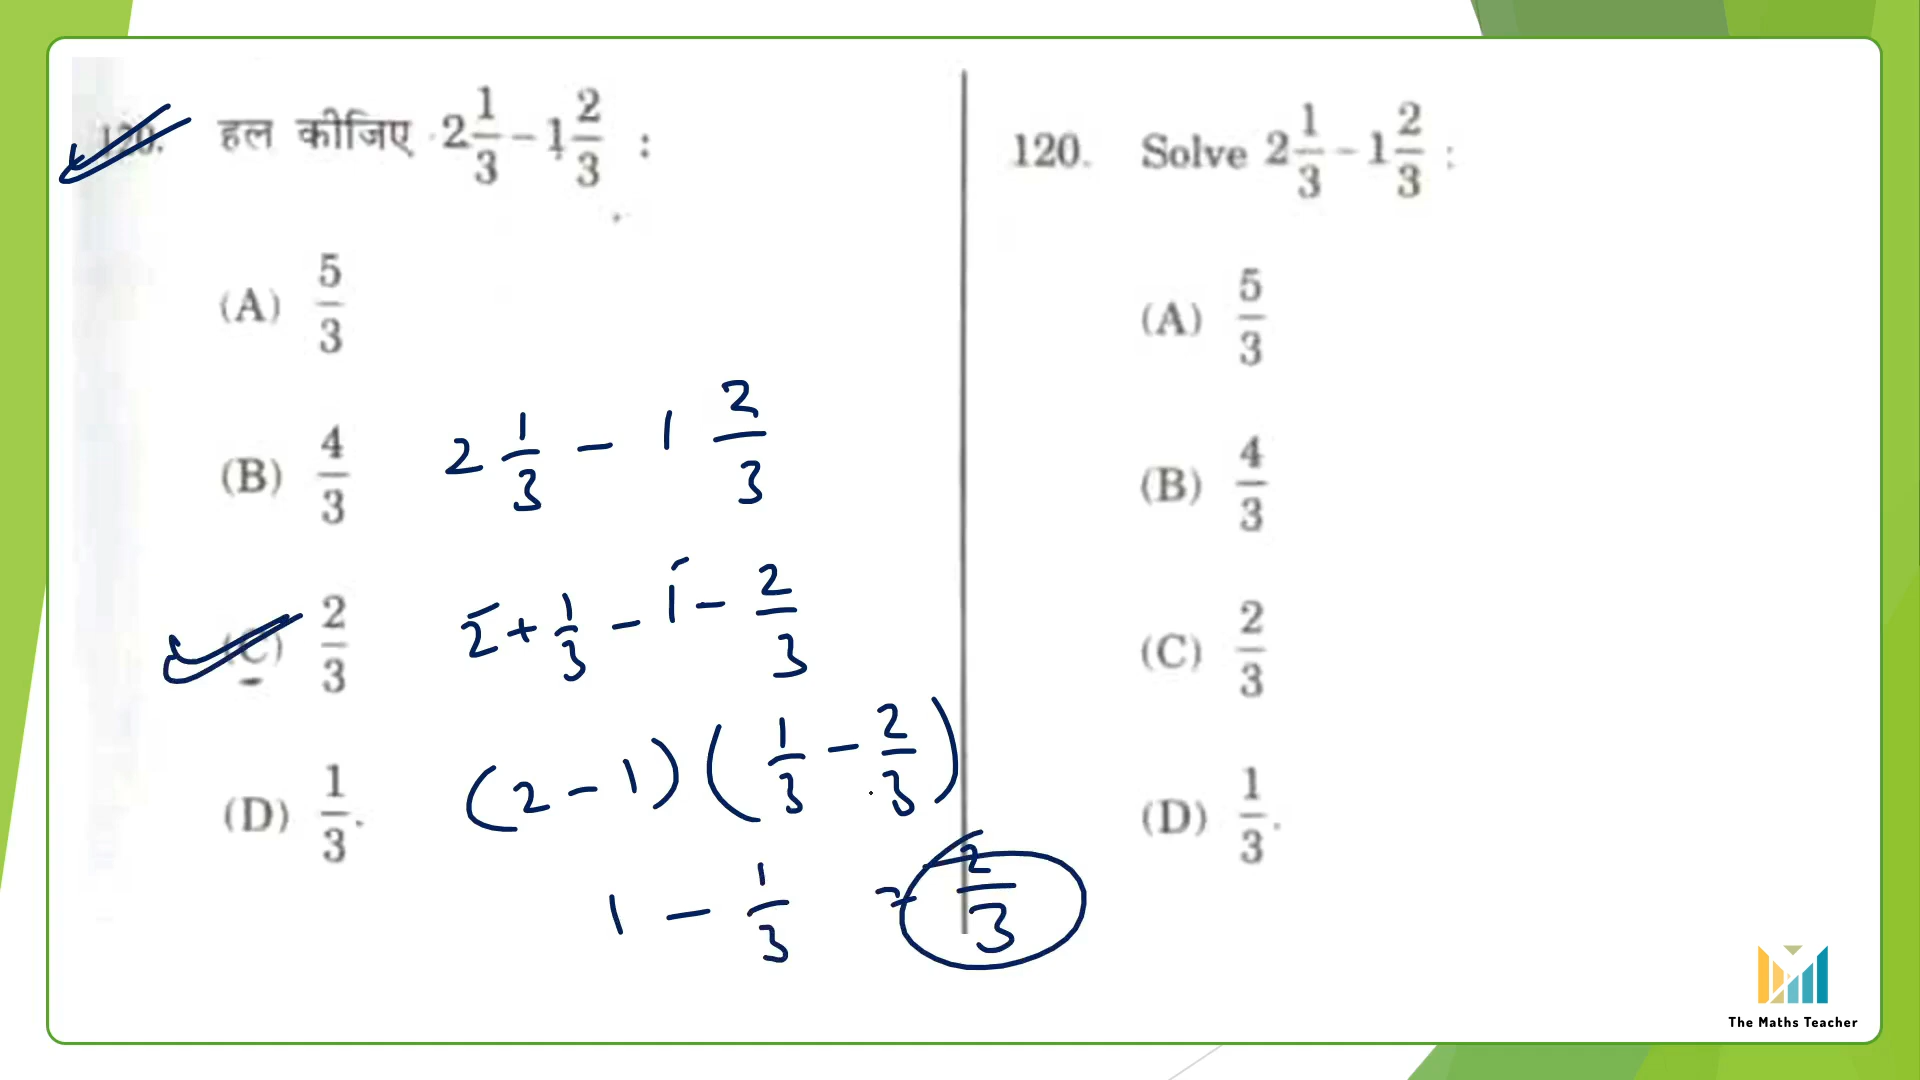 120. हल कीजिए 2 1/3 - 1 2/3 :
(A) 5/3
(B) 4/3
(C) 2/3
(D) 1/3.
2 1/3 - 1 2/3
2 + 1/3 - 1 - 2/3
(2 - 1) (1/3 - 2/3)
1 - 1/3 = 2/3
120. Solve 2 1/3 - 1 2/3 :
(A) 5/3
(B) 4/3
(C) 2/3
(D) 1/3.
The Maths Teacher